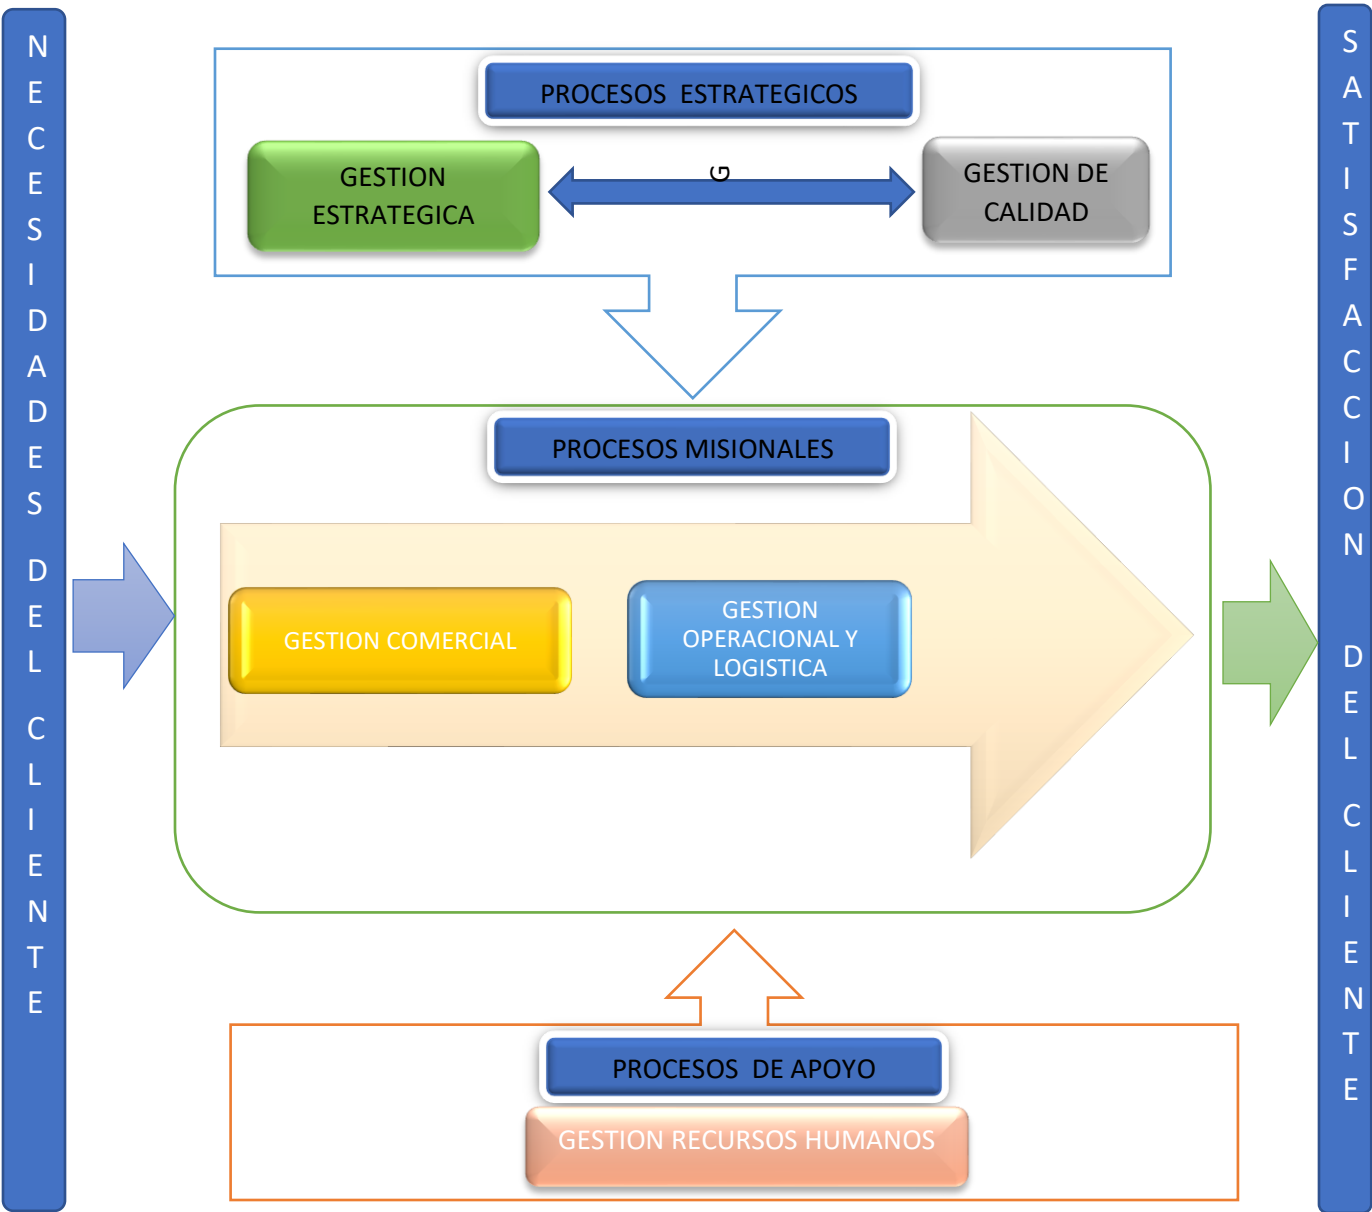 NECESIDADES DEL CLIENTE
PROCESOS ESTRATEGICOS
GESTION
ESTRATEGICA
G
GESTION DE
CALIDAD
PROCESOS MISIONALES
GESTION COMERCIAL
GESTION
OPERACIONAL Y
LOGISTICA
PROCESOS DE APOYO
GESTION RECURSOS HUMANOS
SATISFACCION DEL CLIENTE